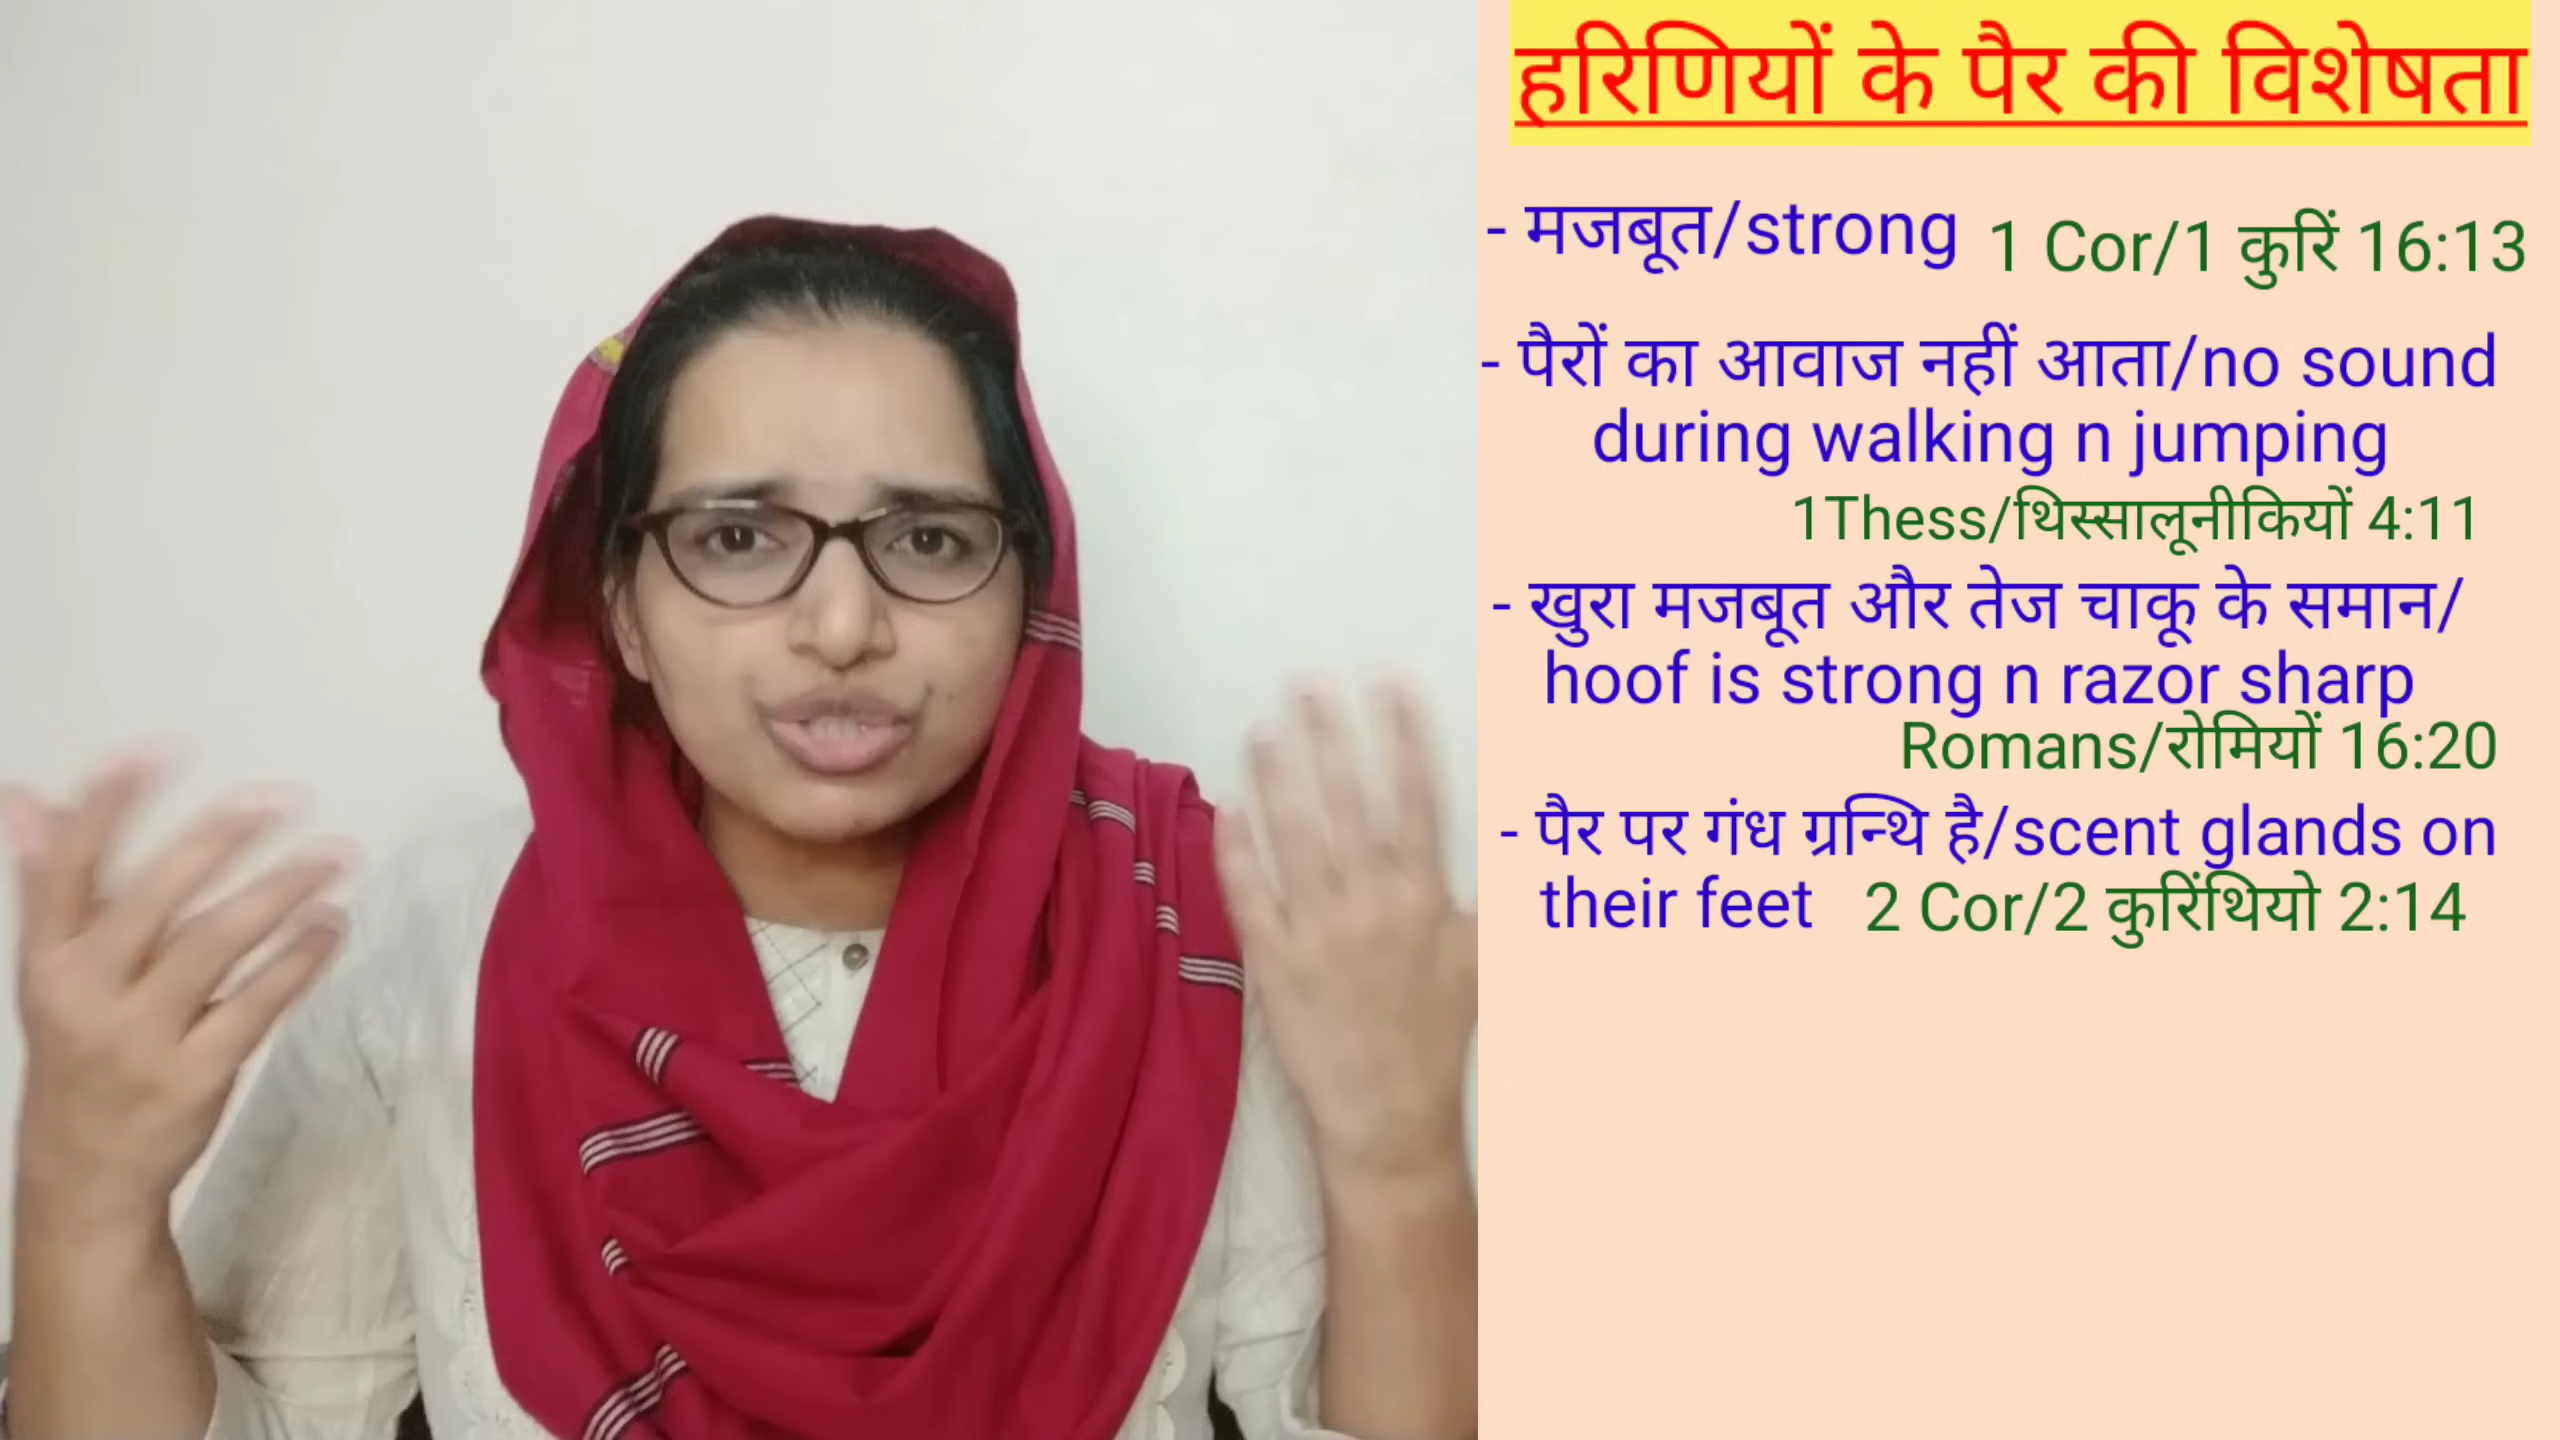 हरिणियों के पैर की विशेषता
- मजबूत/strong 1 Cor/1 कुरिं 16:13
- पैरों का आवाज नहीं आता/no sound
during walking n jumping
1Thess/थिस्सालूनीकियों 4:11
- खुरा मजबूत और तेज चाकू के समान/
hoof is strong n razor sharp
Romans/रोमियों 16:20
- पैर पर गंध ग्रन्थि है/scent glands on
their feet 2 Cor/2 कुरिंथियो 2:14